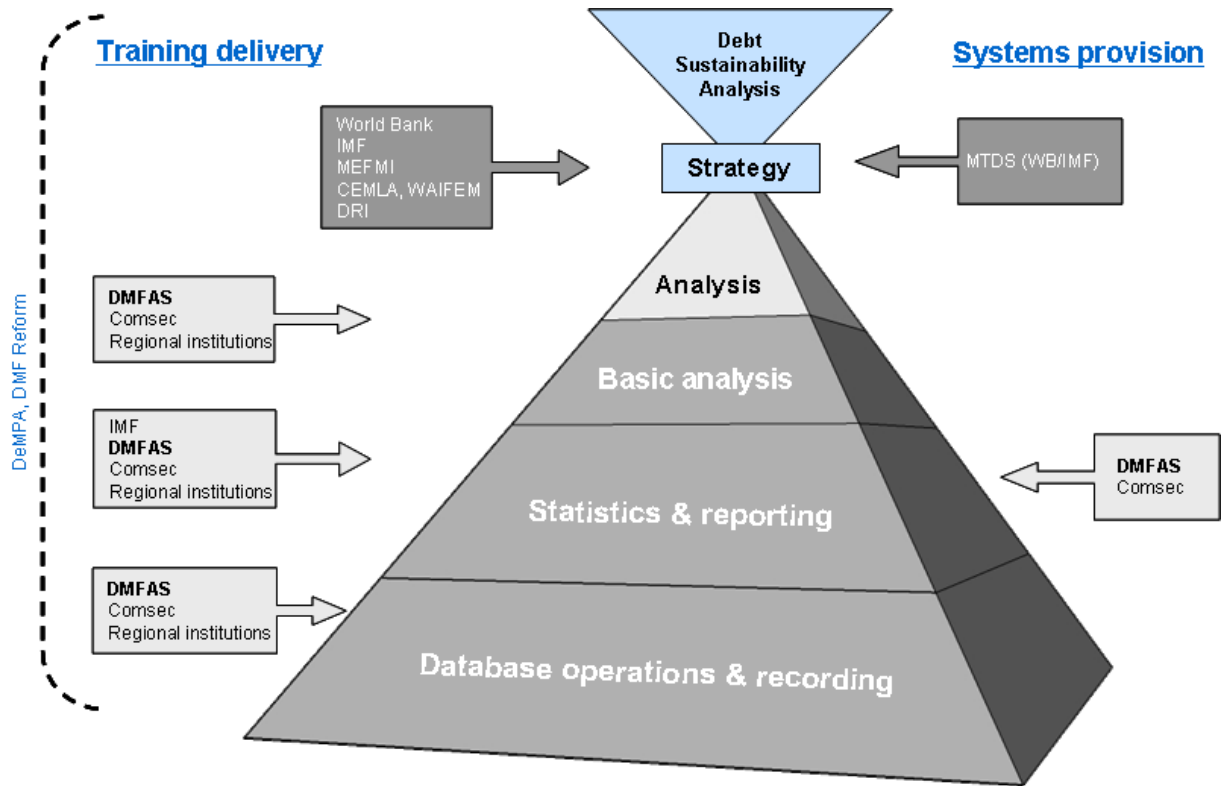 Training delivery
Debt
Sustainability
Analysis
Systems provision
World Bank
IMF
MEFMI
CEMLA, WAIFEM
DRI
Strategy
MTDS (WB/IMF)
DMFAS
Comsec
Regional institutions
Analysis
Basic analysis
IMF
DMFAS
Comsec
Regional institutions
DMFAS
Comsec
Statistics & reporting
DMFAS
Comsec
Regional institutions
Database operations & recording
DeMPA, DMF Reform